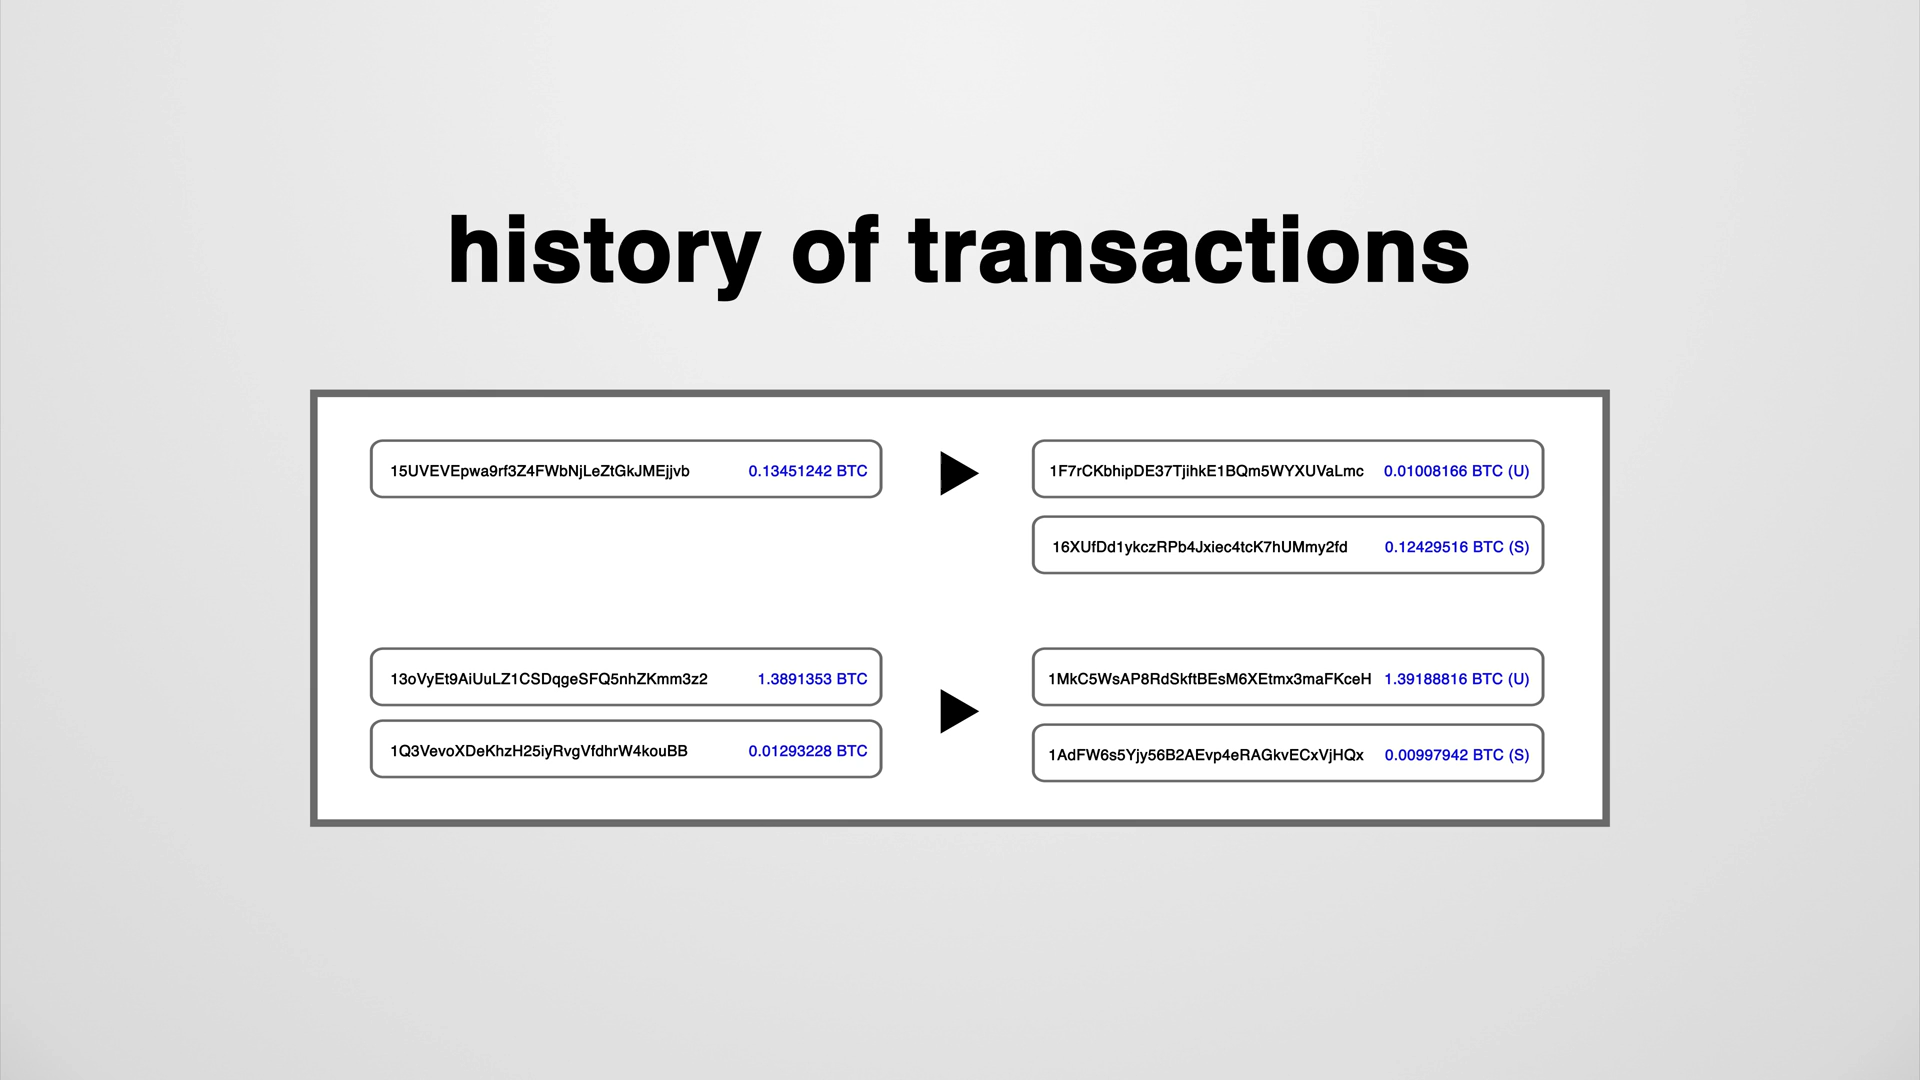 history of transactions
15UVEVEpwa9rf3Z4FWbNjLeZtGkJMEjjvb 0.13451242 BTC
1F7rCKbhipDE37TjihkE1BQm5WYXUVaLmc 0.01008166 BTC (U)
16XUfDd1ykczRPb4Jxiec4tcK7hUMmy2fd 0.12429516 BTC (S)
13oVyEt9AiUuLZ1CSDqgeSFQ5nhZKmm3z2 1.3891353 BTC
1MkC5WsAP8RdSkftBEsM6XEtmx3maFKceH 1.39188816 BTC (U)
1Q3VevoXDeKhzH25iyRvgVfdhrW4kouBB 0.01293228 BTC
1AdFW6s5Yjy56B2AEvp4eRAGkvECxVjHQx 0.00997942 BTC (S)